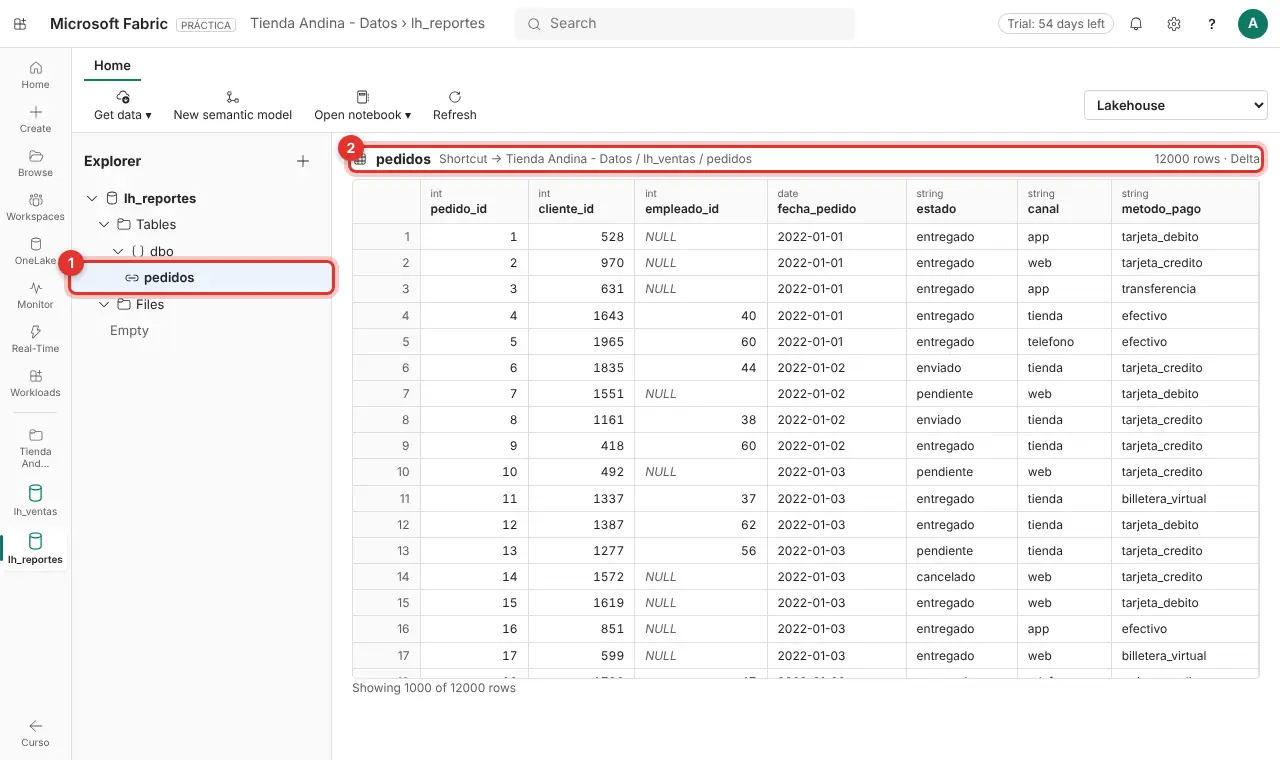 Microsoft Fabric PRÁCTICA Tienda Andina - Datos › lh_reportes Search Trial: 54 days left ? A
Home
Create
Browse
Workspaces
OneLake
Monitor
Real-Time
Workloads
Tienda
And...
lh_ventas
lh_reportes
Curso
Home
Get data ▾ New semantic model Open notebook ▾ Refresh Lakehouse
Explorer +
lh_reportes
Tables
dbo
1
pedidos
Files
Empty
2
pedidos Shortcut → Tienda Andina - Datos / lh_ventas / pedidos 12000 rows · Delta
int int int date string string string
pedido_id cliente_id empleado_id fecha_pedido estado canal metodo_pago
1 1 528 NULL 2022-01-01 entregado app tarjeta_debito
2 2 970 NULL 2022-01-01 entregado web tarjeta_credito
3 3 631 NULL 2022-01-01 entregado app transferencia
4 4 1643 40 2022-01-01 entregado tienda efectivo
5 5 1965 60 2022-01-01 entregado telefono efectivo
6 6 1835 44 2022-01-02 enviado tienda tarjeta_credito
7 7 1551 NULL 2022-01-02 pendiente web tarjeta_debito
8 8 1161 38 2022-01-02 enviado tienda tarjeta_credito
9 9 418 60 2022-01-02 entregado tienda tarjeta_credito
10 10 492 NULL 2022-01-03 pendiente web tarjeta_credito
11 11 1337 37 2022-01-03 entregado tienda billetera_virtual
12 12 1387 62 2022-01-03 entregado tienda tarjeta_debito
13 13 1277 56 2022-01-03 pendiente tienda tarjeta_credito
14 14 1572 NULL 2022-01-03 cancelado web tarjeta_credito
15 15 1619 NULL 2022-01-03 entregado web tarjeta_debito
16 16 851 NULL 2022-01-03 entregado app efectivo
17 17 599 NULL 2022-01-03 entregado web billetera_virtual
Showing 1000 of 12000 rows